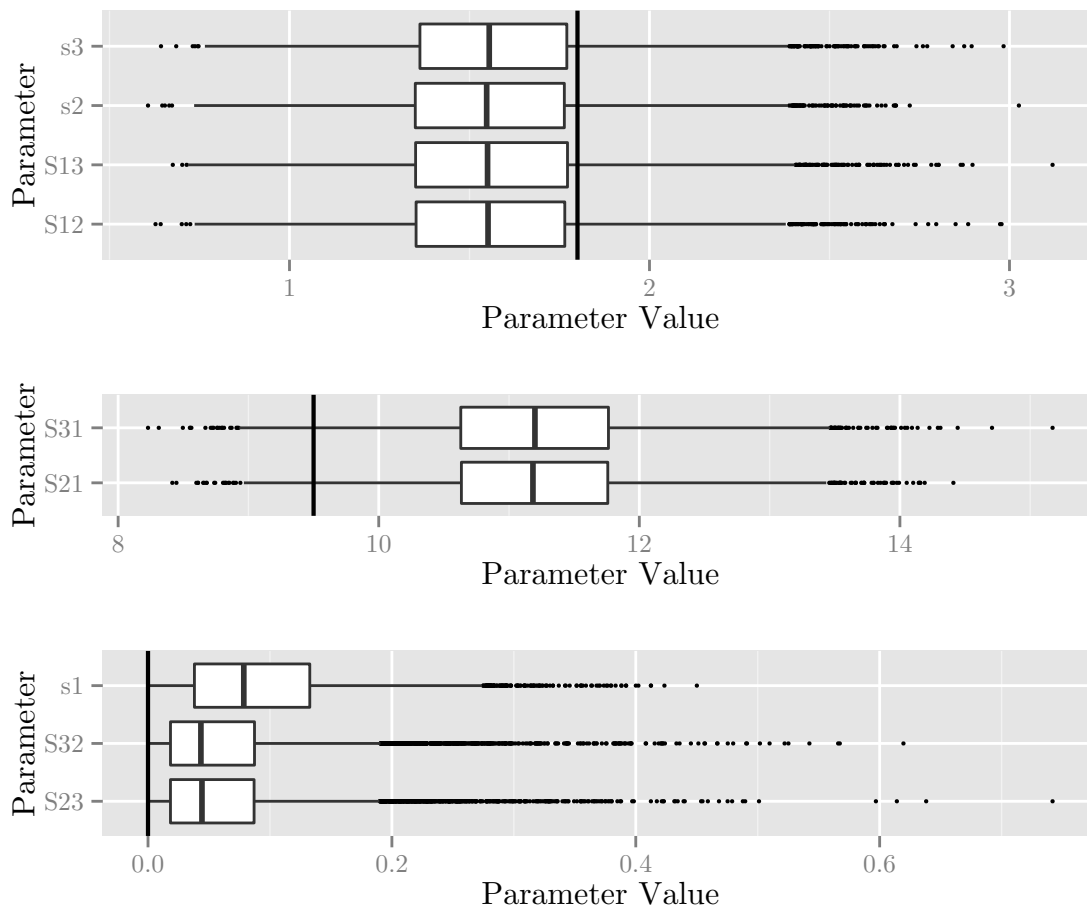 Parameter
s3
s2
S13
S12
1 2 3
Parameter Value
Parameter
S31
S21
8 10 12 14
Parameter Value
Parameter
s1
S32
S23
0.0 0.2 0.4 0.6
Parameter Value